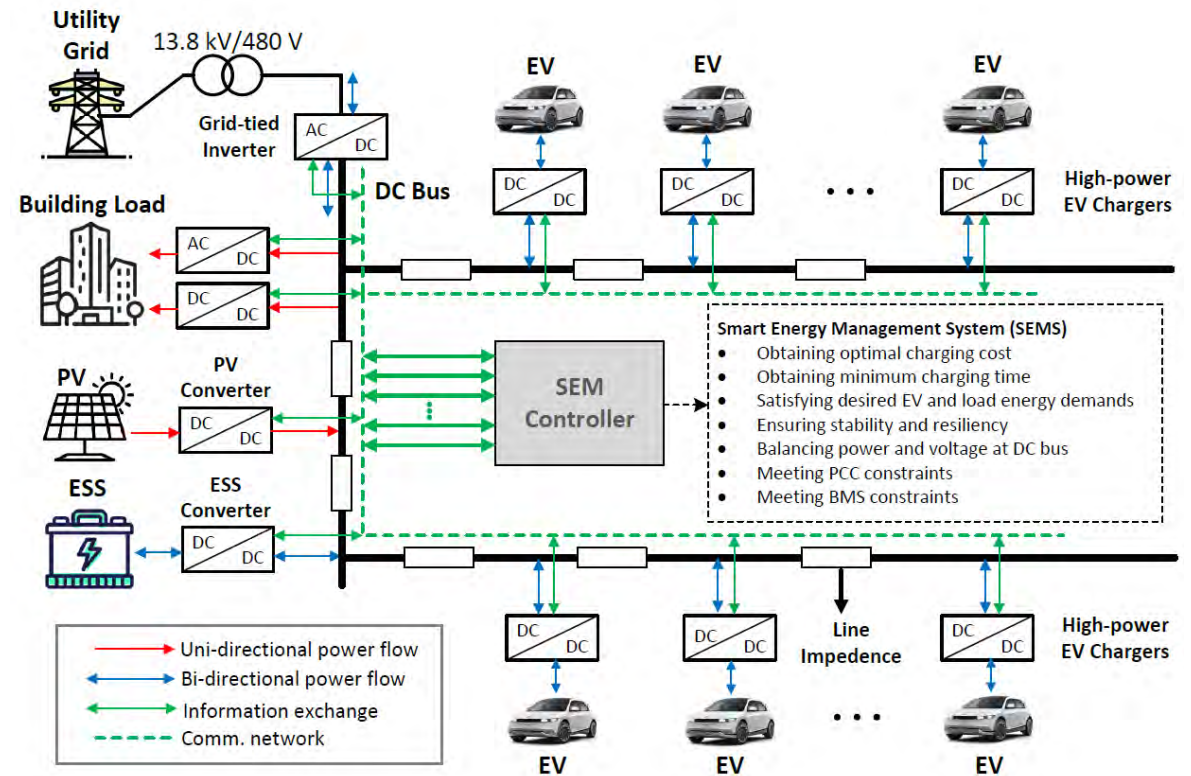 Utility
Grid
13.8 kV/480 V
Grid-tied
Inverter
AC
DC
DC Bus
EV
EV
EV
DC
DC
DC
DC
DC
DC
High-power
EV Chargers
Building Load
AC
DC
DC
DC
PV
PV
Converter
DC
DC
ESS
ESS
Converter
DC
DC
SEM
Controller
Smart Energy Management System (SEMS)
• Obtaining optimal charging cost
• Obtaining minimum charging time
• Satisfying desired EV and load energy demands
• Ensuring stability and resiliency
• Balancing power and voltage at DC bus
• Meeting PCC constraints
• Meeting BMS constraints
DC
DC
DC
DC
DC
DC
Line
Impedence
High-power
EV Chargers
EV
EV
EV
Uni-directional power flow
Bi-directional power flow
Information exchange
Comm. network